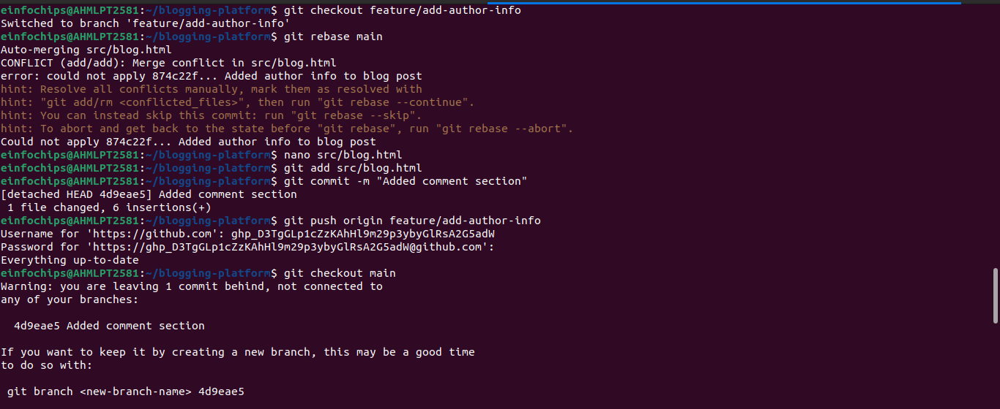 einfochips@AHMLPT2581:~/blogging-platform$ git checkout feature/add-author-info
Switched to branch 'feature/add-author-info'
einfochips@AHMLPT2581:~/blogging-platform$ git rebase main
Auto-merging src/blog.html
CONFLICT (add/add): Merge conflict in src/blog.html
error: could not apply 874c22f... Added author info to blog post
hint: Resolve all conflicts manually, mark them as resolved with
hint: "git add/rm <conflicted_files>", then run "git rebase --continue".
hint: You can instead skip this commit: run "git rebase --skip".
hint: To abort and get back to the state before "git rebase", run "git rebase --abort".
Could not apply 874c22f... Added author info to blog post
einfochips@AHMLPT2581:~/blogging-platform$ nano src/blog.html
einfochips@AHMLPT2581:~/blogging-platform$ git add src/blog.html
einfochips@AHMLPT2581:~/blogging-platform$ git commit -m "Added comment section"
[detached HEAD 4d9eae5] Added comment section
 1 file changed, 6 insertions(+)
einfochips@AHMLPT2581:~/blogging-platform$ git push origin feature/add-author-info
Username for 'https://github.com': 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
Password for 'https://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@github.com':
Everything up-to-date
einfochips@AHMLPT2581:~/blogging-platform$ git checkout main
Warning: you are leaving 1 commit behind, not connected to
any of your branches:
  4d9eae5 Added comment section
If you want to keep it by creating a new branch, this may be a good time
to do so with:
 git branch <new-branch-name> 4d9eae5